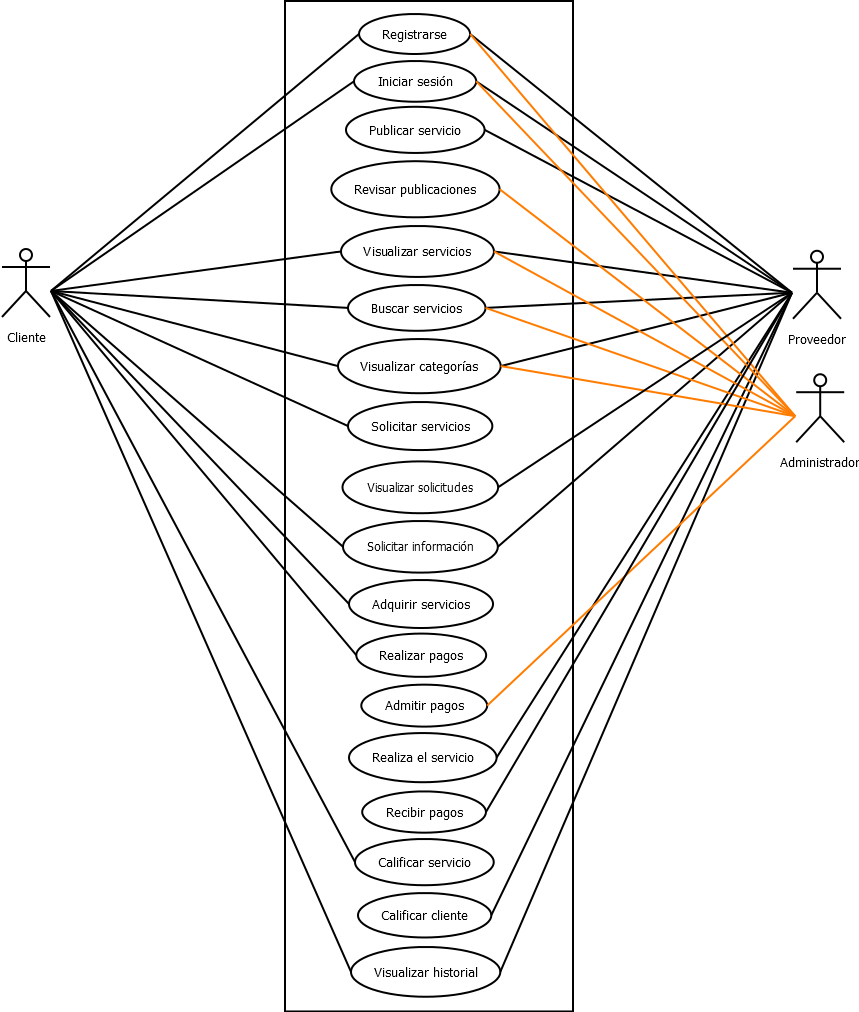 Registrarse
Iniciar sesión
Publicar servicio
Revisar publicaciones
Visualizar servicios
Buscar servicios
Visualizar categorías
Solicitar servicios
Visualizar solicitudes
Solicitar información
Adquirir servicios
Realizar pagos
Admitir pagos
Realiza el servicio
Recibir pagos
Calificar servicio
Calificar cliente
Visualizar historial
Cliente
Proveedor
Administrador